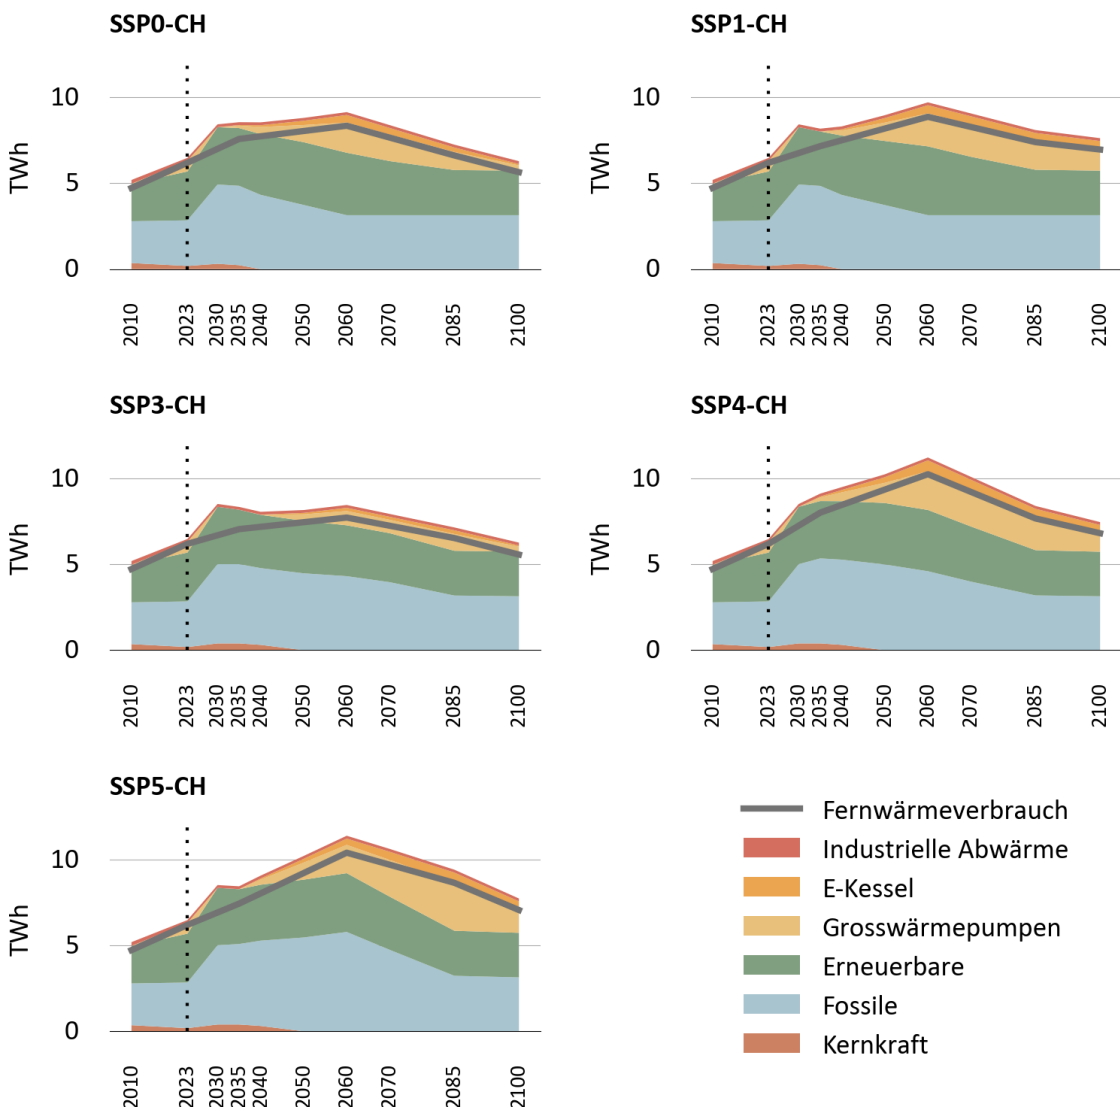 SSP0-CH
10
5
0
TWh
2010 2023 2030 2035 2040 2050 2060 2070 2085 2100
SSP1-CH
10
5
0
TWh
2010 2023 2030 2035 2040 2050 2060 2070 2085 2100
SSP3-CH
10
5
0
TWh
2010 2023 2030 2035 2040 2050 2060 2070 2085 2100
SSP4-CH
10
5
0
TWh
2010 2023 2030 2035 2040 2050 2060 2070 2085 2100
SSP5-CH
10
5
0
TWh
2010 2023 2030 2035 2040 2050 2060 2070 2085 2100
Fernwärmeverbrauch
Industrielle Abwärme
E-Kessel
Grosswärmepumpen
Erneuerbare
Fossile
Kernkraft